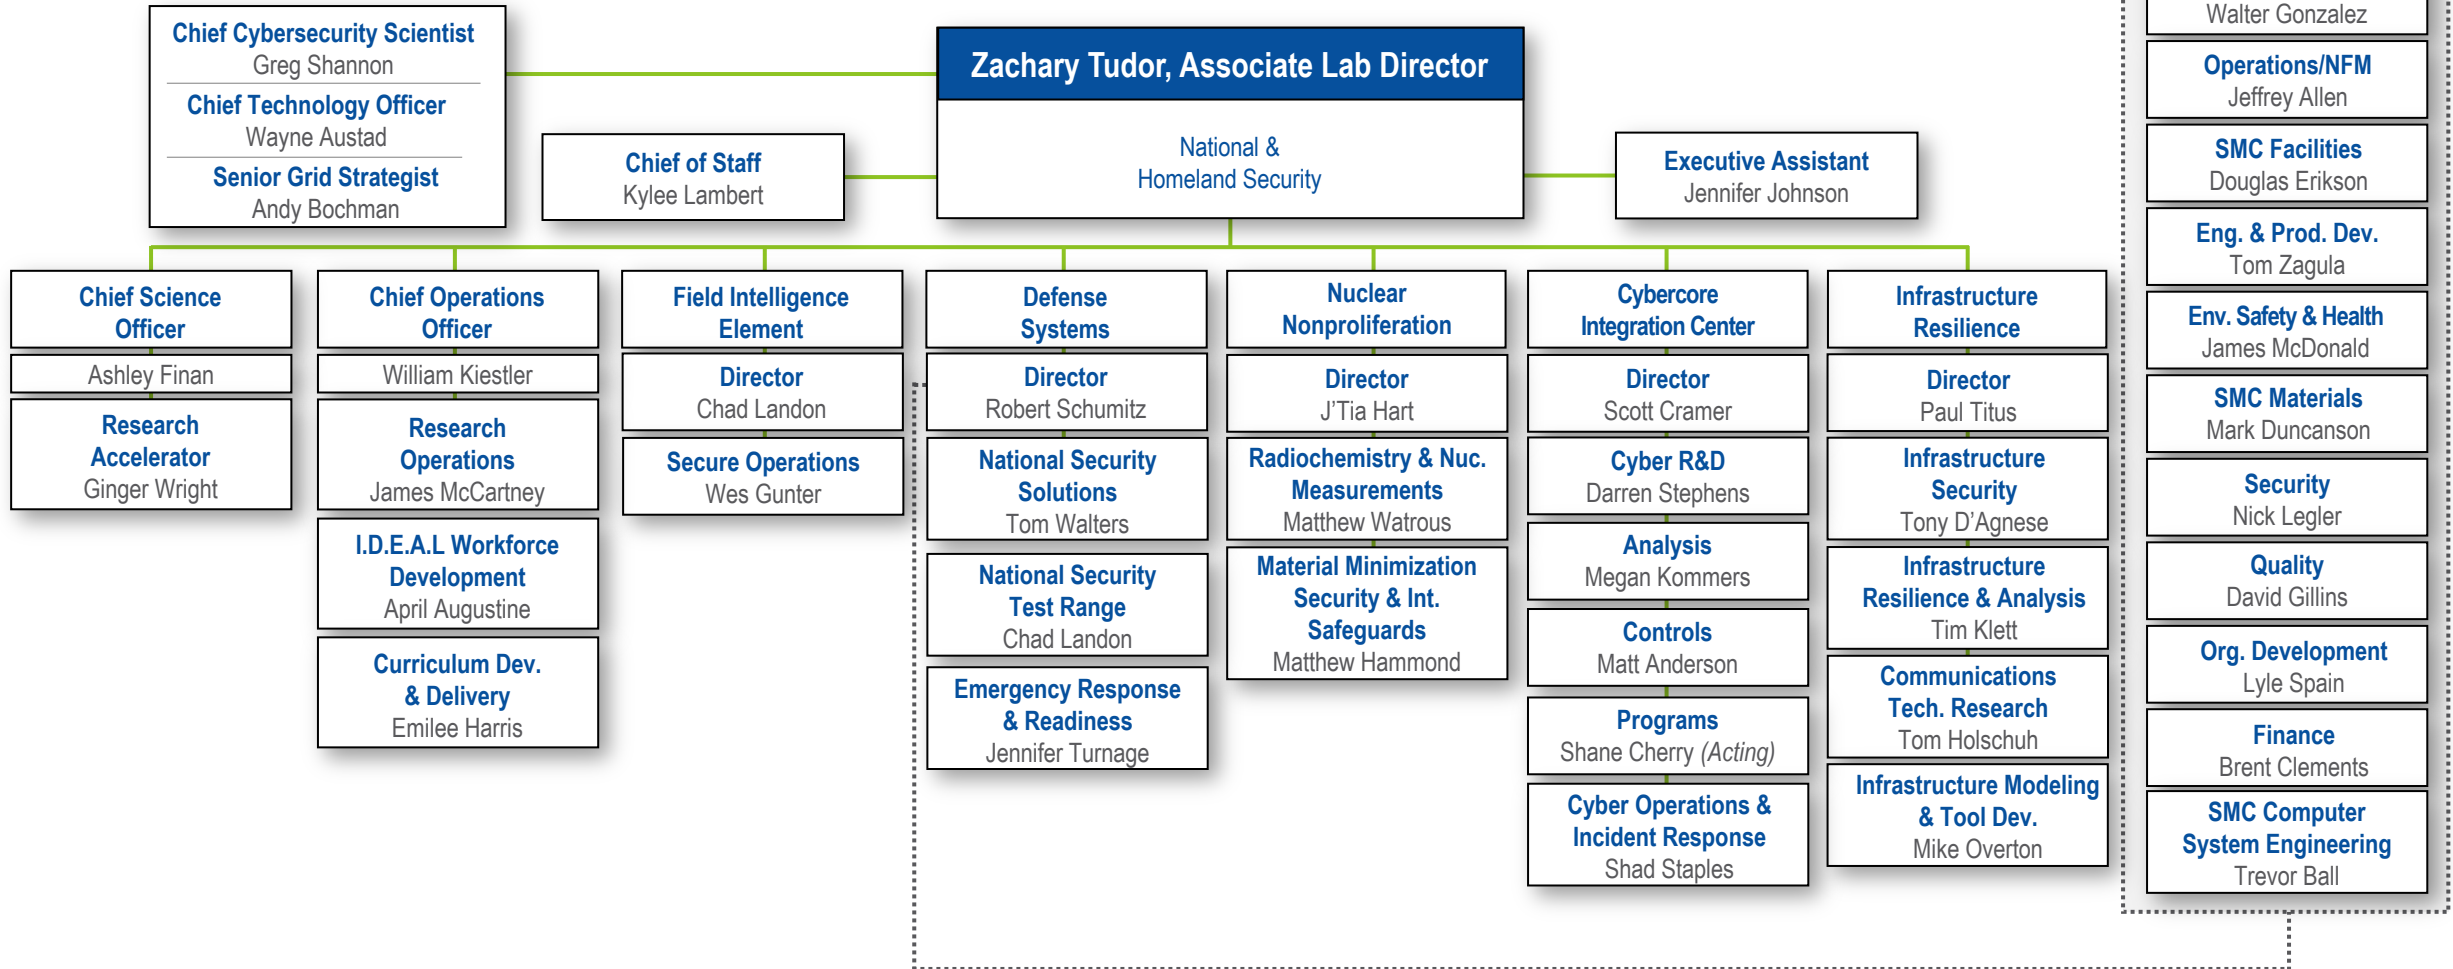 Chief Cybersecurity Scientist
Greg Shannon
Chief Technology Officer
Wayne Austad
Senior Grid Strategist
Andy Bochman
Chief of Staff
Kylee Lambert
Zachary Tudor, Associate Lab Director
National &
Homeland Security
Executive Assistant
Jennifer Johnson
Chief Science
Officer
Ashley Finan
Research
Accelerator
Ginger Wright
Chief Operations
Officer
William Kiestler
Research
Operations
James McCartney
I.D.E.A.L Workforce
Development
April Augustine
Curriculum Dev.
& Delivery
Emilee Harris
Field Intelligence
Element
Director
Chad Landon
Secure Operations
Wes Gunter
Defense
Systems
Director
Robert Schumitz
National Security
Solutions
Tom Walters
National Security
Test Range
Chad Landon
Emergency Response
& Readiness
Jennifer Turnage
Nuclear
Nonproliferation
Director
J’Tia Hart
Radiochemistry & Nuc.
Measurements
Matthew Watrous
Material Minimization
Security & Int.
Safeguards
Matthew Hammond
Cybercore
Integration Center
Director
Scott Cramer
Cyber R&D
Darren Stephens
Analysis
Megan Kommers
Controls
Matt Anderson
Programs
Shane Cherry (Acting)
Cyber Operations &
Incident Response
Shad Staples
Infrastructure
Resilience
Director
Paul Titus
Infrastructure
Security
Tony D’Agnese
Infrastructure
Resilience & Analysis
Tim Klett
Communications
Tech. Research
Tom Holschuh
Infrastructure Modeling
& Tool Dev.
Mike Overton
Walter Gonzalez
Operations/NFM
Jeffrey Allen
SMC Facilities
Douglas Erikson
Eng. & Prod. Dev.
Tom Zagula
Env. Safety & Health
James McDonald
SMC Materials
Mark Duncanson
Security
Nick Legler
Quality
David Gillins
Org. Development
Lyle Spain
Finance
Brent Clements
SMC Computer
System Engineering
Trevor Ball